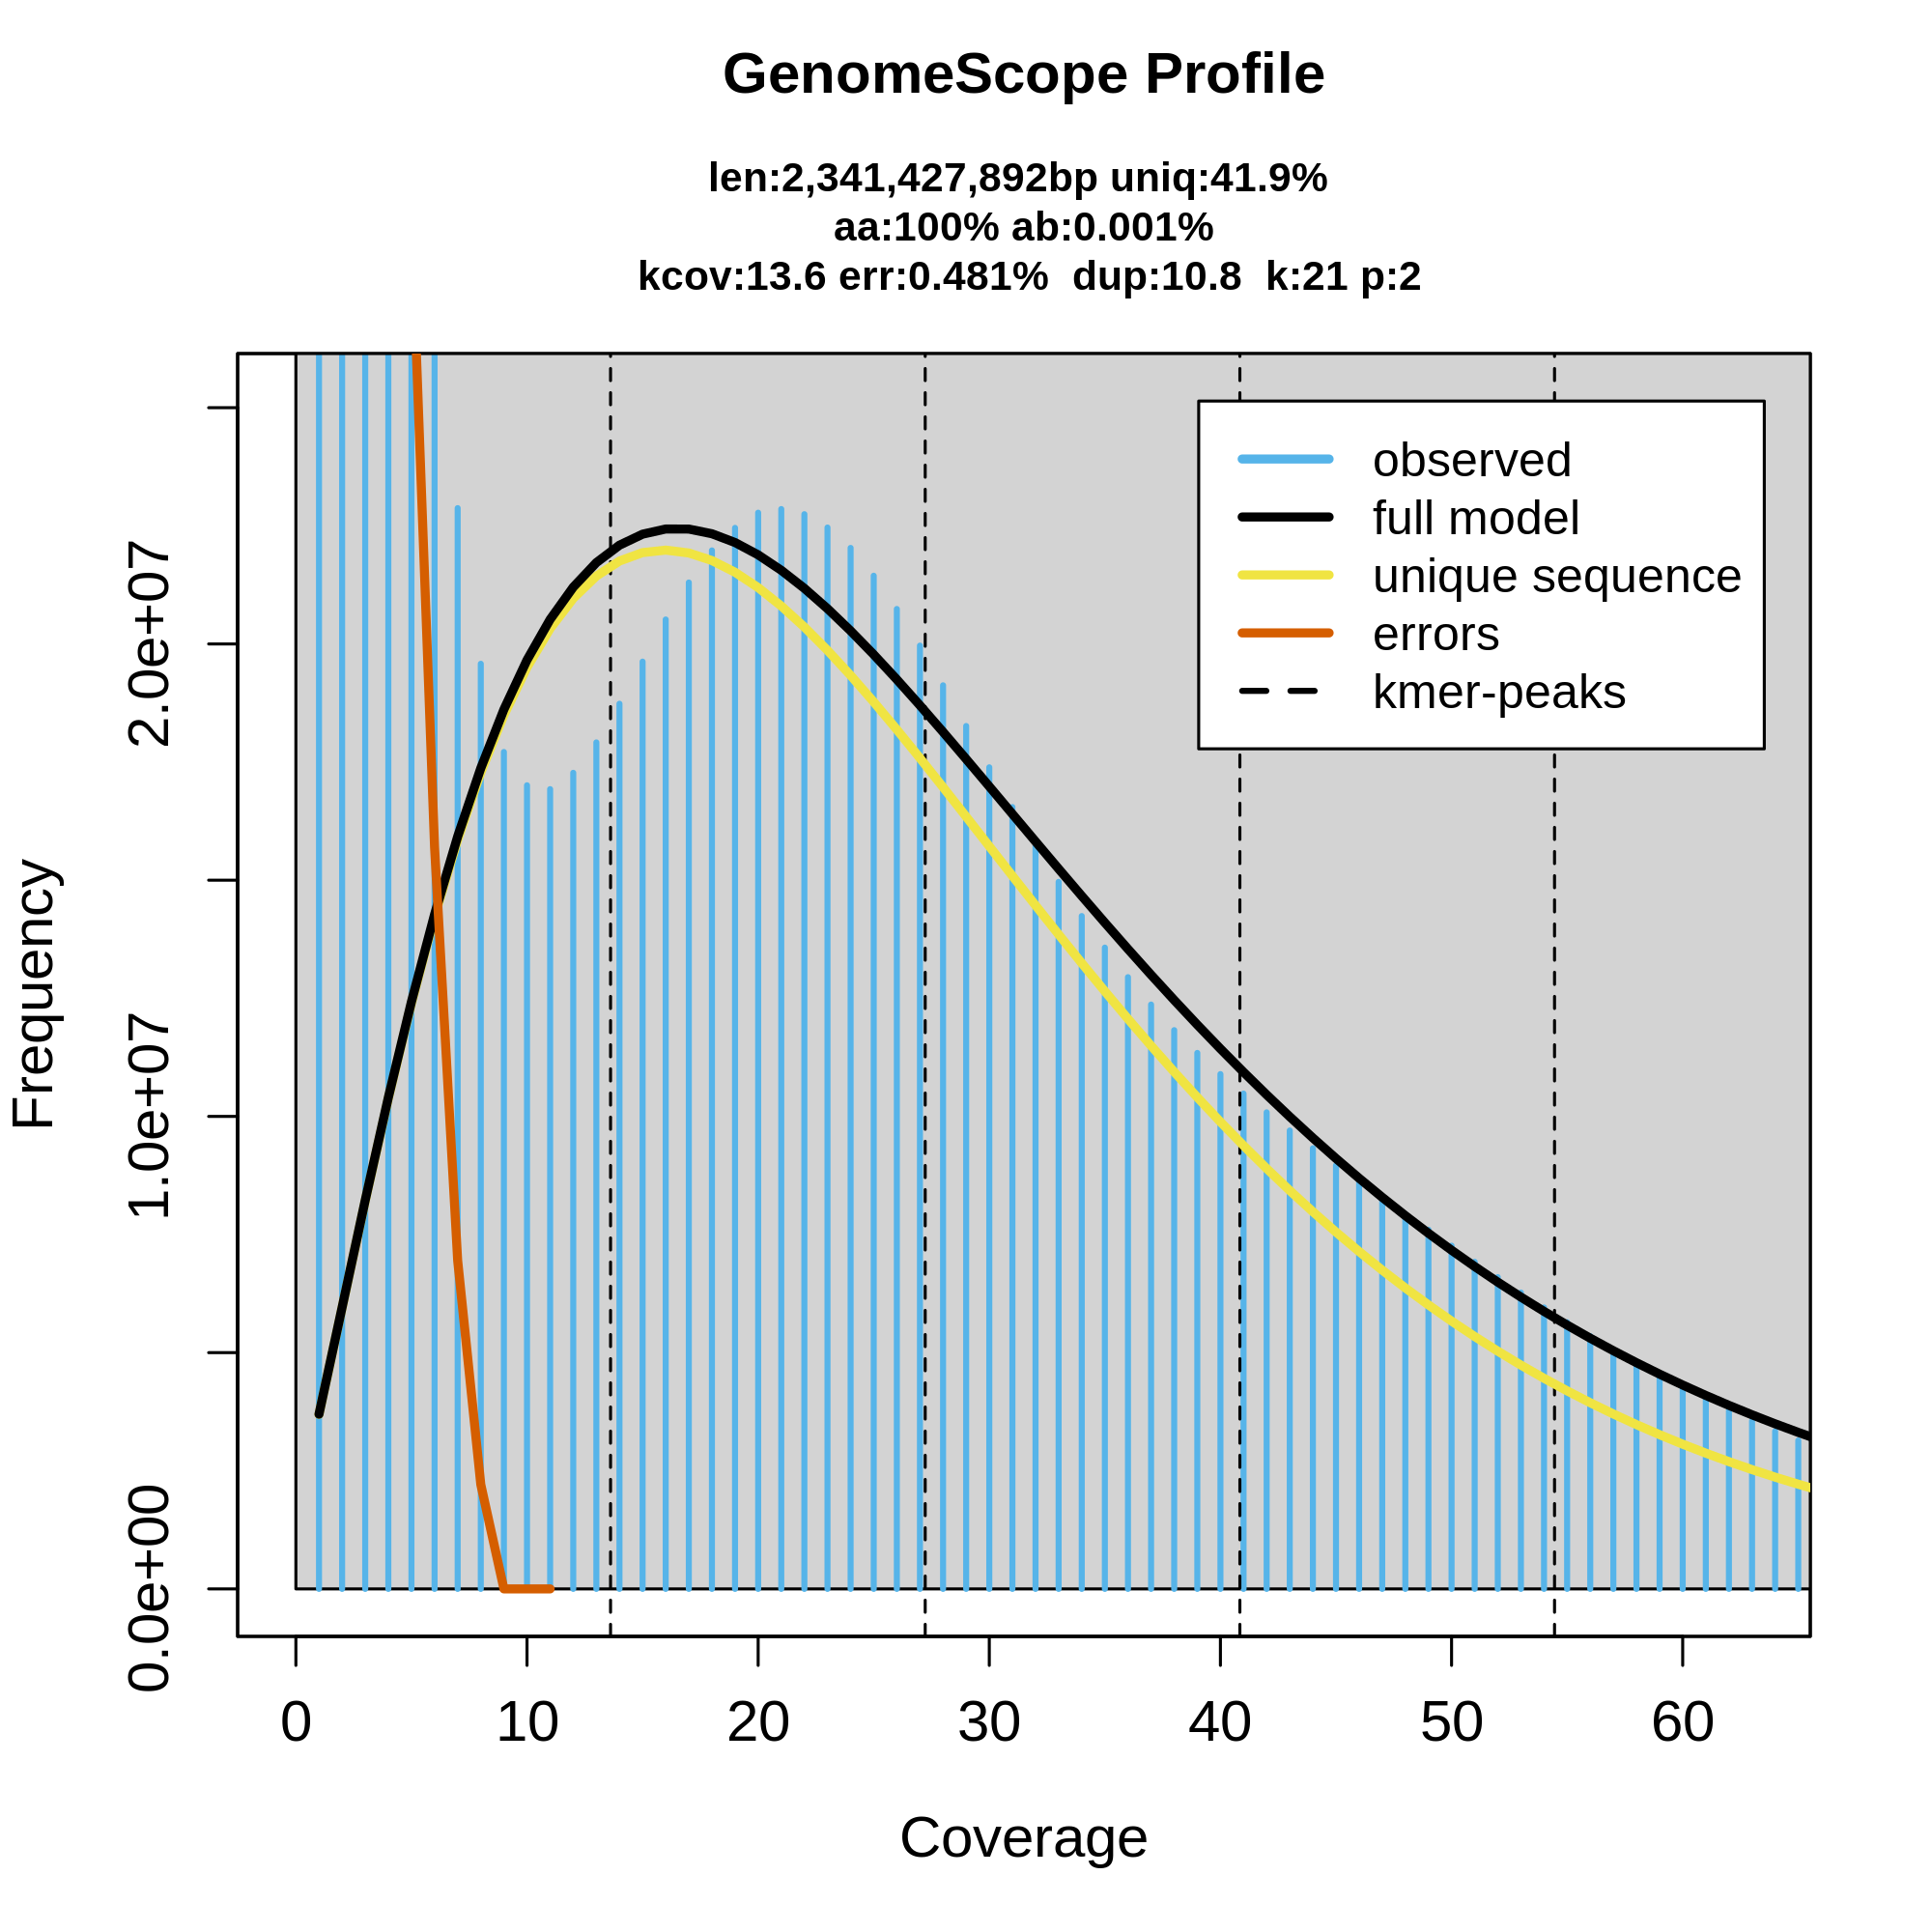 GenomeScope Profile
len:2,341,427,892bp uniq:41.9%
aa:100% ab:0.001%
kcov:13.6 err:0.481%  dup:10.8  k:21 p:2
observed
full model
unique sequence
errors
kmer-peaks
Frequency
2.0e+07
1.0e+07
0.0e+00
0 10 20 30 40 50 60
Coverage